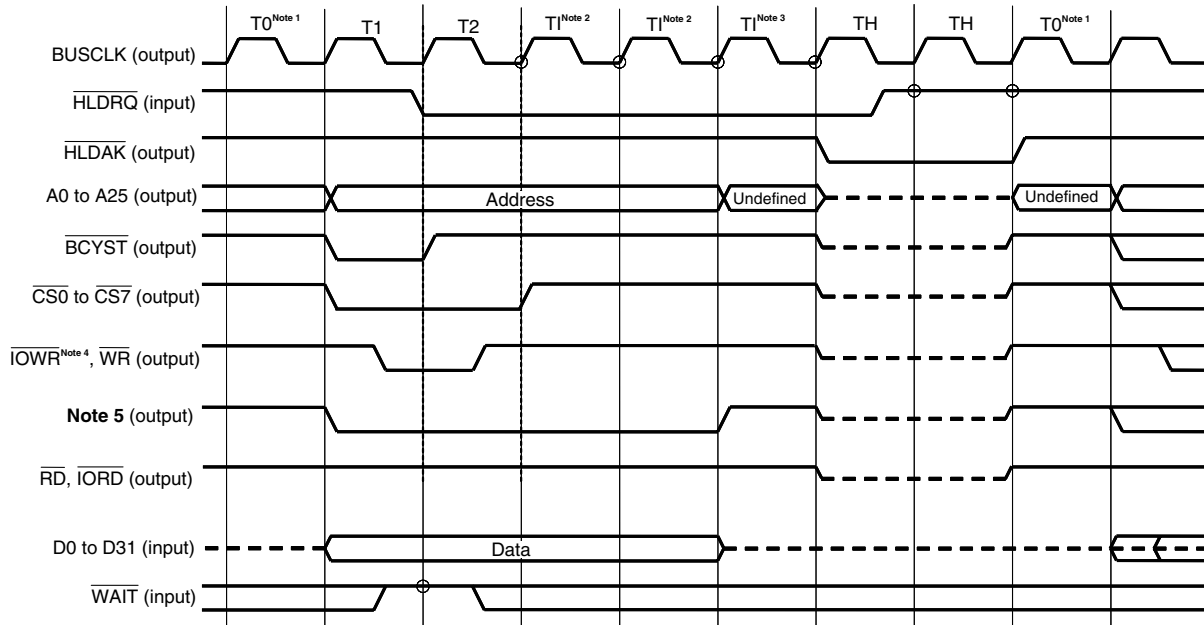 T0Note 1 T1 T2 TINote 2 TINote 2 TINote 3 TH TH T0Note 1
BUSCLK (output)
HLDRQ (input)
HLDAK (output)
A0 to A25 (output) Address Undefined Undefined
BCYST (output)
CS0 to CS7 (output)
IOWRNote 4, WR (output)
Note 5 (output)
RD, IORD (output)
D0 to D31 (input) Data
WAIT (input)